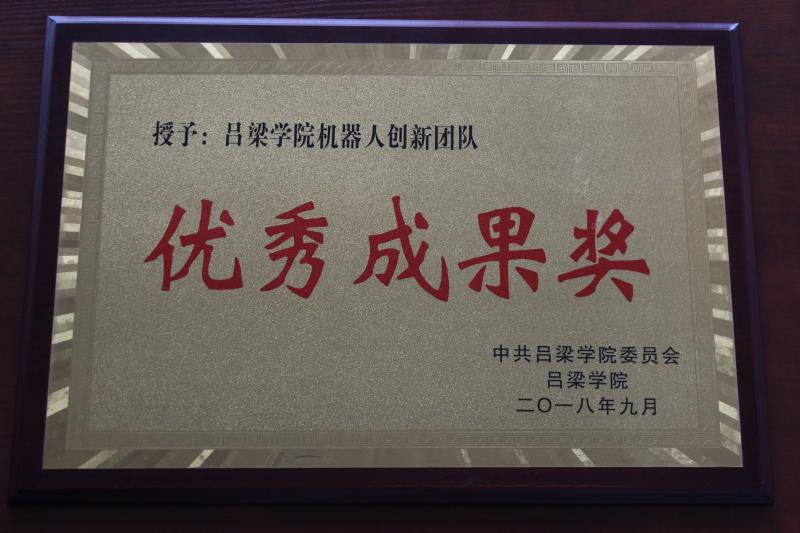 授予：吕梁学院机器人创新团队
优秀成果奖
中共吕梁学院委员会
吕梁学院
二〇一八年九月